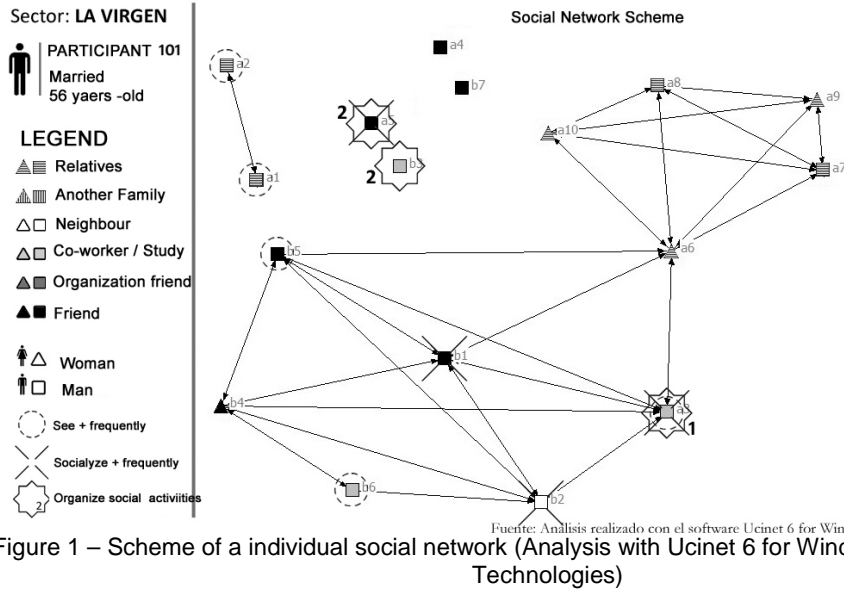 Sector: LA VIRGEN
Social Network Scheme
PARTICIPANT 101
Married
56 yaers -old
LEGEND
Relatives
Another Family
Neighbour
Co-worker / Study
Organization friend
Friend
Woman
Man
See + frequently
Socialyze + frequently
2 Organize social activiities
a4
b7
a2
2 a5
2 b3
a1
a8
a9
a10
a7
b5
a6
b1
b4
a3
1
b6
b2
Fuente: Análisis realizado con el software Ucinet 6 for Win
Figure 1 – Scheme of a individual social network (Analysis with Ucinet 6 for Wind
Technologies)